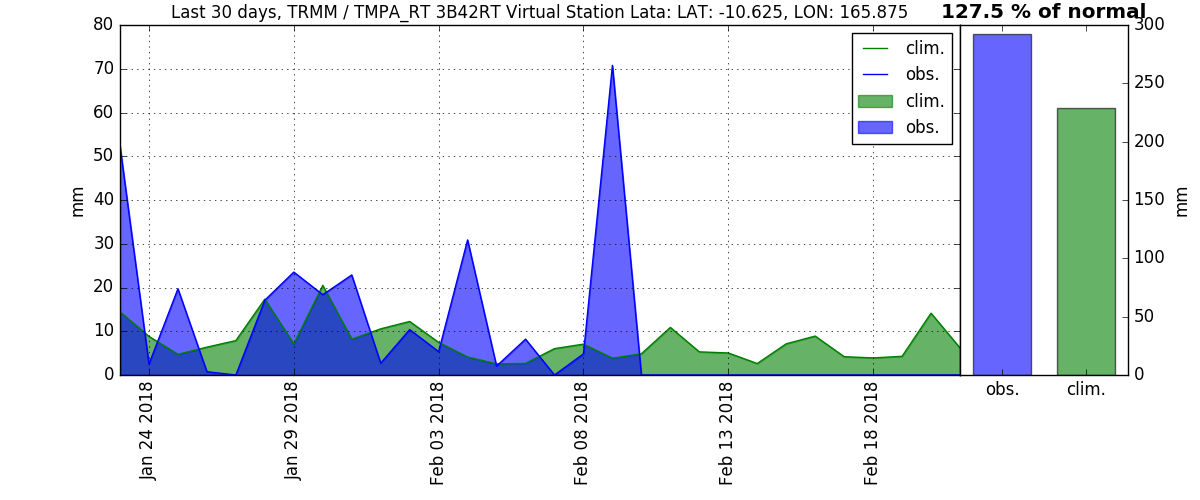 Last 30 days, TRMM / TMPA_RT 3B42RT Virtual Station Lata: LAT: -10.625, LON: 165.875
127.5 % of normal
80
70
60
50
40
30
20
10
0
mm
clim.
obs.
clim.
obs.
300
250
200
150
100
50
0
mm
Jan 24 2018
Jan 29 2018
Feb 03 2018
Feb 08 2018
Feb 13 2018
Feb 18 2018
obs.
clim.